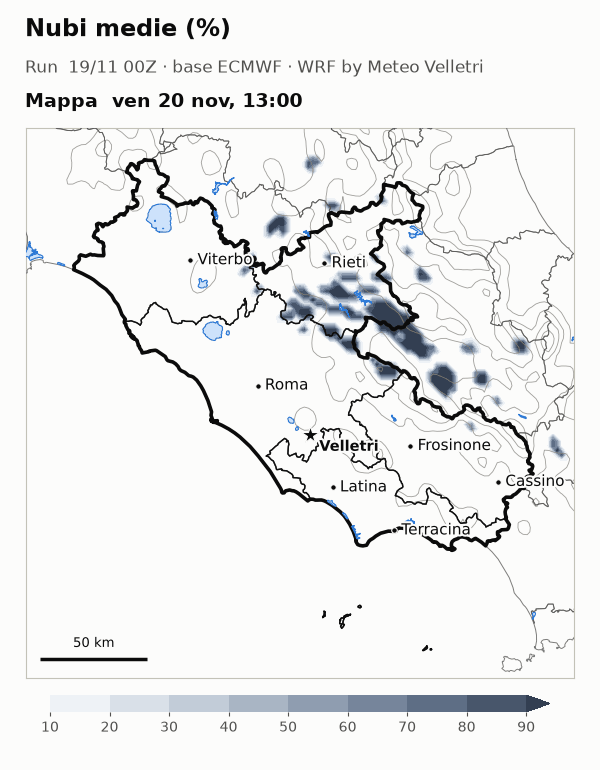 Nubi medie (%)
Run  19/11 00Z · base ECMWF · WRF by Meteo Velletri
Mappa  ven 20 nov, 13:00
Viterbo
Rieti
Roma
Velletri
Frosinone
Latina
Cassino
Terracina
50 km
10 20 30 40 50 60 70 80 90